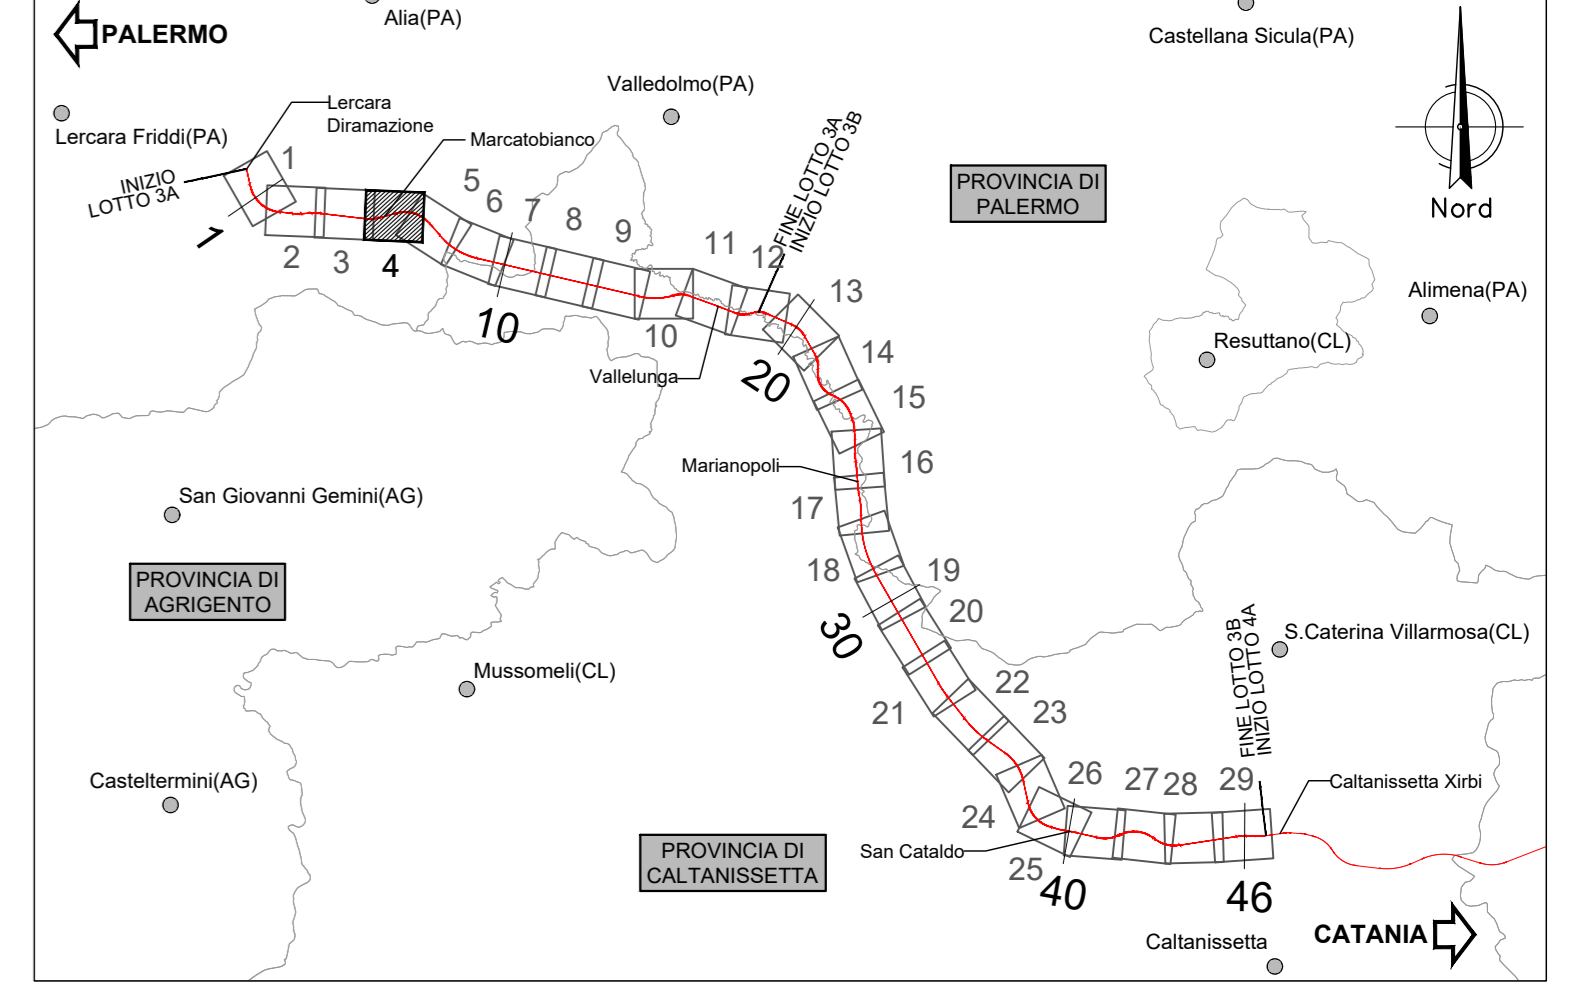 Alia(PA)
PALERMO
Castellana Sicula(PA)
Valledolmo(PA)
Lercara
Diramazione
Lercara Friddi(PA)
Marcatobianco
INIZIO
LOTTO 3A
FINE LOTTO 3A
INIZIO LOTTO 3B
PROVINCIA DI
PALERMO
Nord
1
1
2
3
4
5
6
7
8
9
10
10
11
12
13
Vallelunga
20
14
15
Alimena(PA)
Resuttano(CL)
Marianopoli
16
17
San Giovanni Gemini(AG)
PROVINCIA DI
AGRIGENTO
18
19
20
30
S.Caterina Villarmosa(CL)
FINE LOTTO 3B
INIZIO LOTTO 4A
Mussomeli(CL)
21
22
23
Casteltermini(AG)
24
25
26
27
28
29
Caltanissetta Xirbi
San Cataldo
PROVINCIA DI
CALTANISSETTA
40
46
CATANIA
Caltanissetta